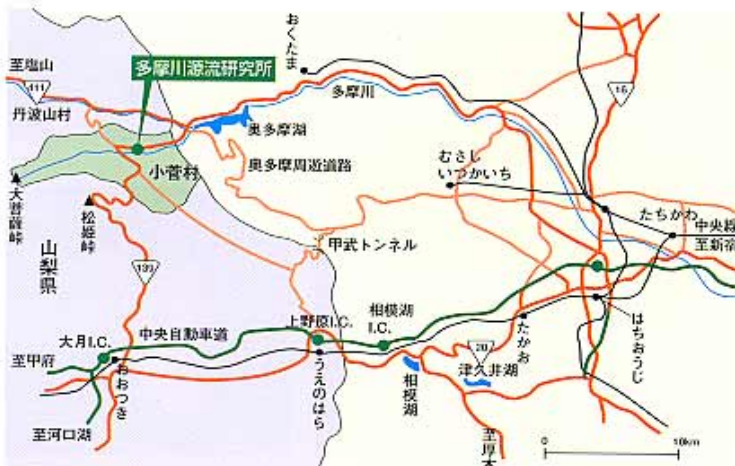 おくたま
至塩山
多摩川源流研究所
411
丹波山村
多摩川
16
奥多摩湖
小菅村
奥多摩周遊道路
むさし
いつかいち
大菩薩峠
松姫峠
たちかわ
中央線
至新宿
山梨県
甲武トンネル
139
上野原I.C.
相模湖
I.C.
大月I.C.
中央自動車道
たかお
はちおうじ
至甲府
おおつき
うえのはら
20
津久井湖
相模湖
至河口湖
至厚木
0
10km